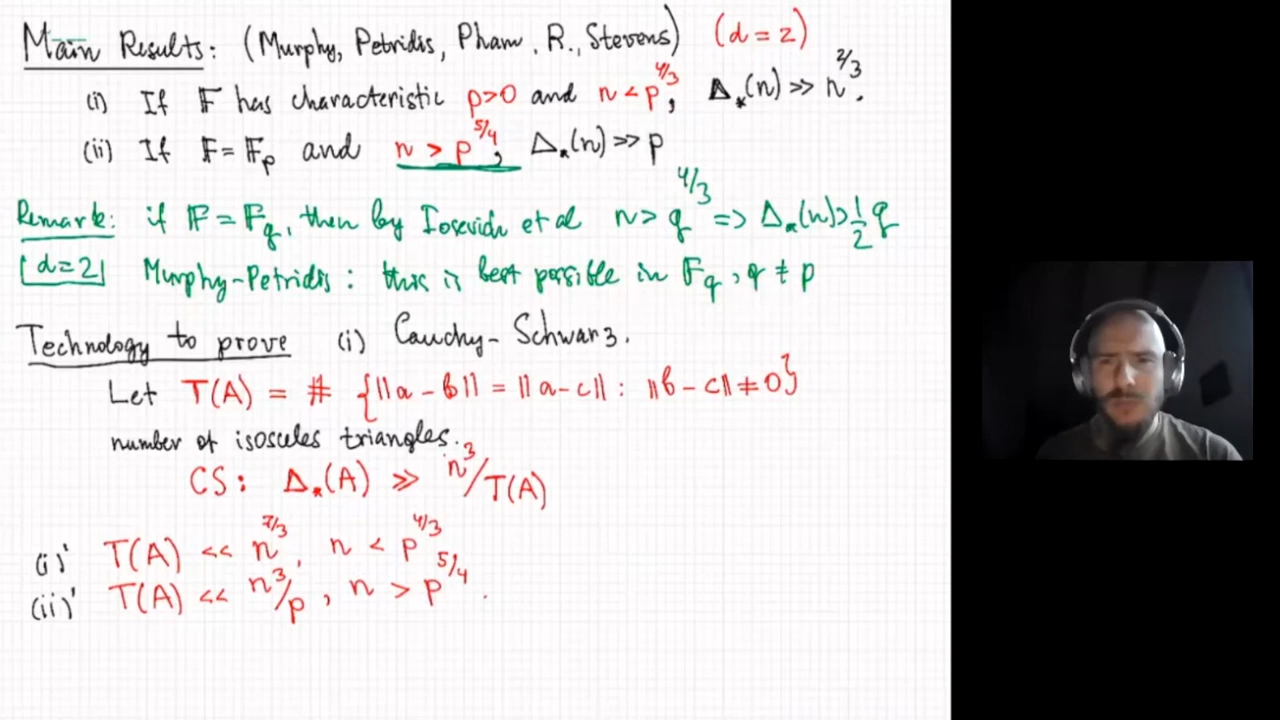 Main Results: (Murphy, Petridis, Pham, R., Stevens) (d = 2)
(i) If 𝔽 has characteristic p>0 and n < p^{4/3}, Δ_*(n) ≫ n^{2/3}.
(ii) If 𝔽 = 𝔽_p and n > p^{5/4}, Δ_*(n) ≫ p
Remark: if 𝔽 = 𝔽_q, then by Iosevich et al n > q^{4/3} => Δ_*(n) > 1/2 q
[d=2] Murphy-Petridis: this is best possible in 𝔽_q, q ≠ p
Technology to prove (i) Cauchy-Schwarz.
Let T(A) = # {||a - b|| = ||a - c|| : ||b - c|| ≠ 0}
number of isosceles triangles.
CS: Δ_*(A) ≫ n^3/T(A)
(i)' T(A) << n^{7/3}, n < p^{4/3}
(ii)' T(A) << n^3/p, n > p^{5/4}.